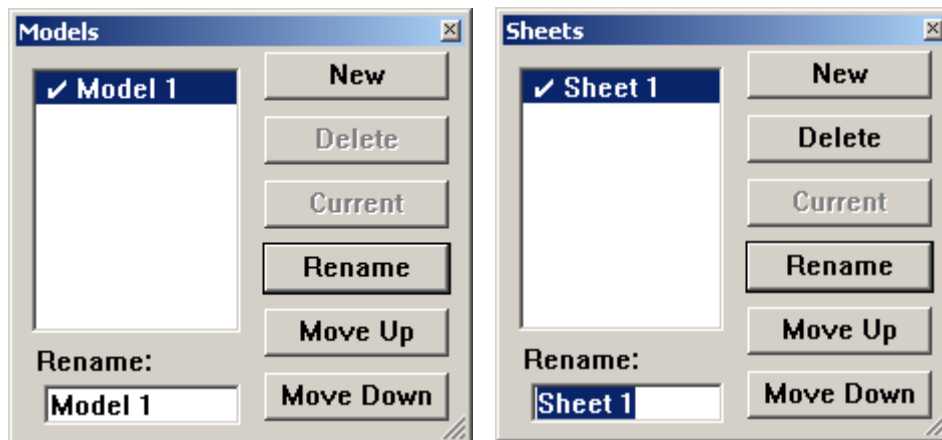 Models
✓ Model 1
New
Delete
Current
Rename
Move Up
Move Down
Rename:
Model 1
Sheets
✓ Sheet 1
New
Delete
Current
Rename
Move Up
Move Down
Rename:
Sheet 1